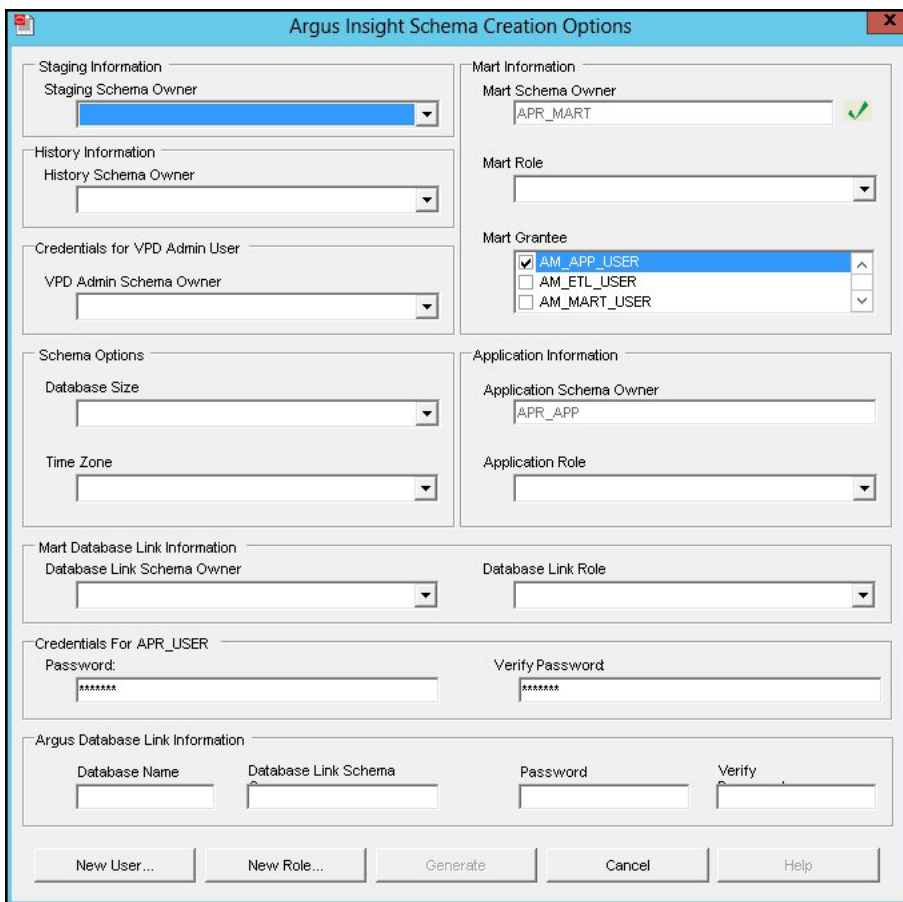 Argus Insight Schema Creation Options
x
Staging Information
Staging Schema Owner
History Information
History Schema Owner
Credentials for VPD Admin User
VPD Admin Schema Owner
Mart Information
Mart Schema Owner
APR_MART
Mart Role
Mart Grantee
AM_APP_USER
AM_ETL_USER
AM_MART_USER
Schema Options
Database Size
Time Zone
Application Information
Application Schema Owner
APR_APP
Application Role
Mart Database Link Information
Database Link Schema Owner
Database Link Role
Credentials For APR_USER
Password:
*******
Verify Password
*******
Argus Database Link Information
Database Name
Database Link Schema
Password
Verify
New User...
New Role...
Generate
Cancel
Help